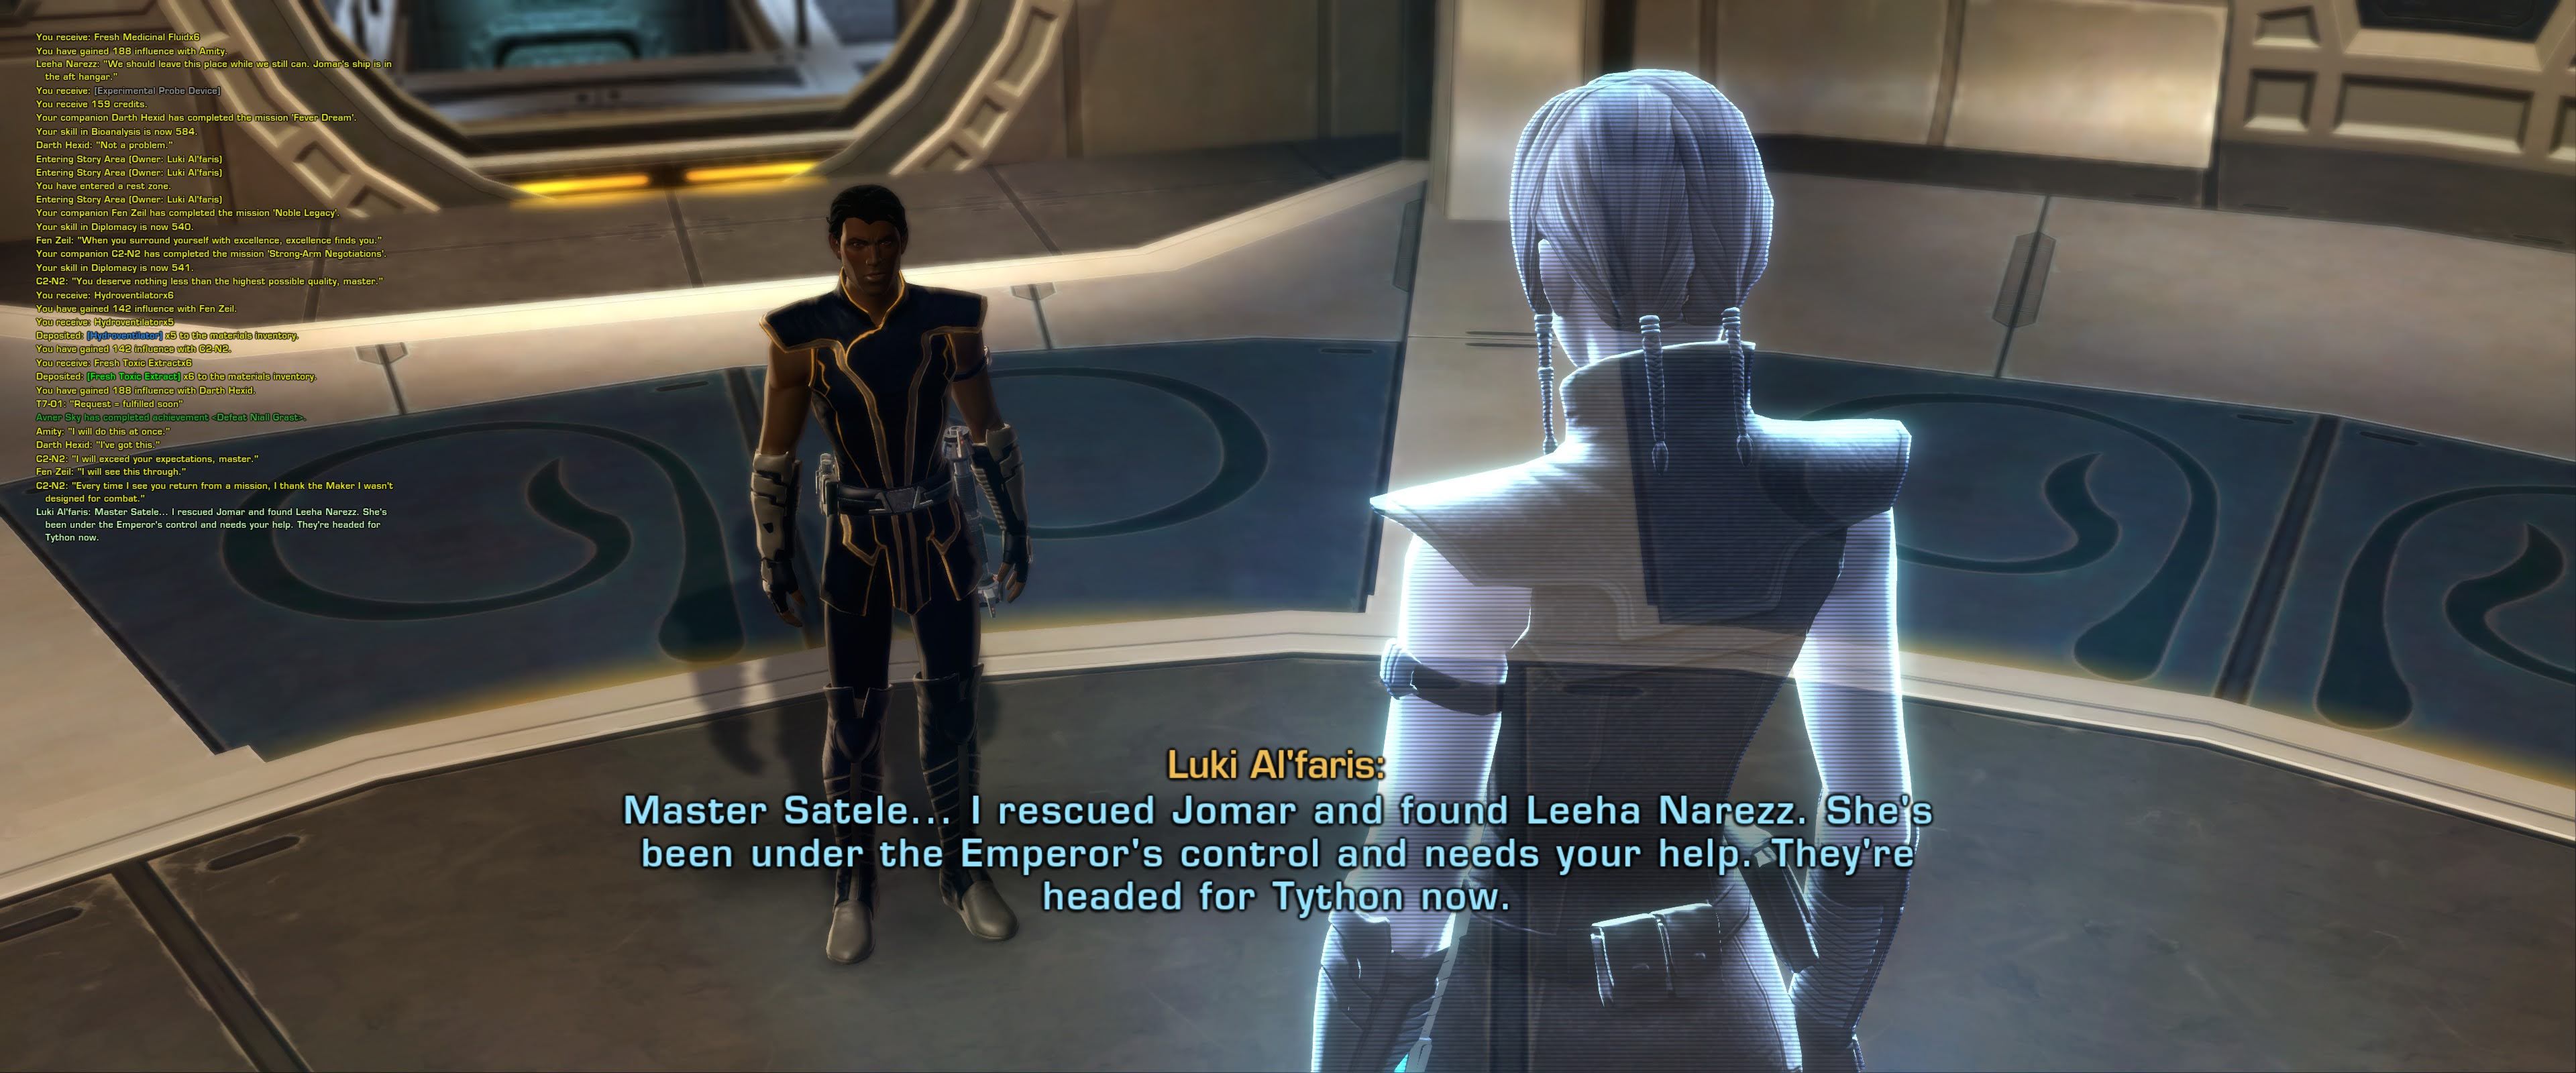 You receive: Fresh Medicinal Fluidx6
You have gained 188 influence with Amity.
Leeha Narezz: "We should leave this place while we still can. Jomar's ship is in
the aft hangar."
You receive: [Experimental Probe Device]
You receive 159 credits.
Your companion Darth Hexid has completed the mission 'Fever Dream'.
Your skill in Bioanalysis is now 584.
Darth Hexid: "Not a problem."
Entering Story Area (Owner: Luki Al'faris)
Entering Story Area (Owner: Luki Al'faris)
You have entered a rest zone.
Entering Story Area (Owner: Luki Al'faris)
Your companion Fen Zeil has completed the mission 'Noble Legacy'.
Your skill in Diplomacy is now 540.
Fen Zeil: "When you surround yourself with excellence, excellence finds you."
Your companion C2-N2 has completed the mission 'Strong-Arm Negotiations'.
Your skill in Diplomacy is now 541.
C2-N2: "You deserve nothing less than the highest possible quality, master."
You receive: Hydroventilatorx6
You have gained 142 influence with Fen Zeil.
You receive: Hydroventilatorx5
Deposited: [Hydroventilator] x5 to the materials inventory.
You have gained 142 influence with C2-N2.
You receive: Fresh Toxic Extractx6
Deposited: [Fresh Toxic Extract] x6 to the materials inventory.
You have gained 188 influence with Darth Hexid.
T7-01: "Request = fulfilled soon"
Avner Sky has completed achievement <Defeat Niall Grast>.
Amity: "I will do this at once."
Darth Hexid: "I've got this."
C2-N2: "I will exceed your expectations, master."
Fen Zeil: "I will see this through."
C2-N2: "Every time I see you return from a mission, I thank the Maker I wasn't
designed for combat."
Luki Al'faris: Master Satele... I rescued Jomar and found Leeha Narezz. She's
been under the Emperor's control and needs your help. They're headed for
Tython now.
Luki Al'faris:
Master Satele... I rescued Jomar and found Leeha Narezz. She's
been under the Emperor's control and needs your help. They're
headed for Tython now.